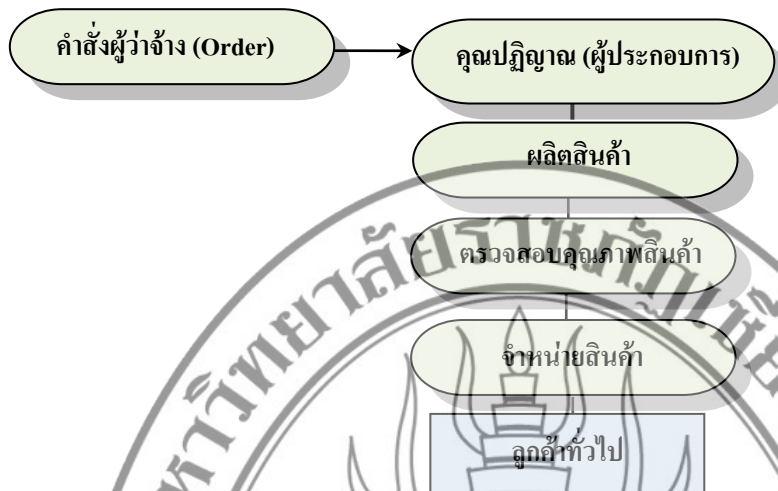 คำสั่งผู้ว่าจ้าง (Order)
คุณปฏิญาณ (ผู้ประกอบการ)
ผลิตสินค้า
ตรวจสอบคุณภาพสินค้า
จำหน่ายสินค้า
ลูกค้าทั่วไป